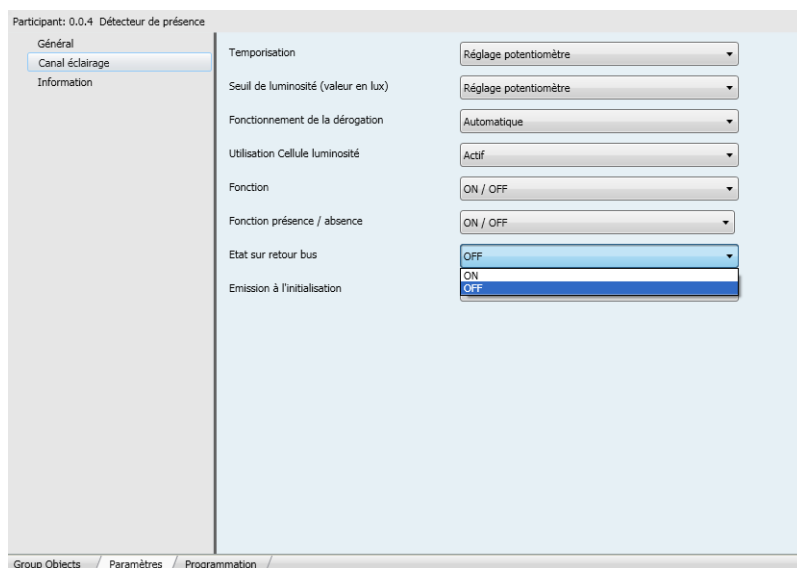 Participant: 0.0.4 Détecteur de présence
Général
Canal éclairage
Information
Temporisation
Réglage potentiomètre
Seuil de luminosité (valeur en lux)
Réglage potentiomètre
Fonctionnement de la dérogation
Automatique
Utilisation Cellule luminosité
Actif
Fonction
ON / OFF
Fonction présence / absence
ON / OFF
Etat sur retour bus
OFF
ON
OFF
Emission à l'initialisation
Group Objects
Paramètres
Programmation